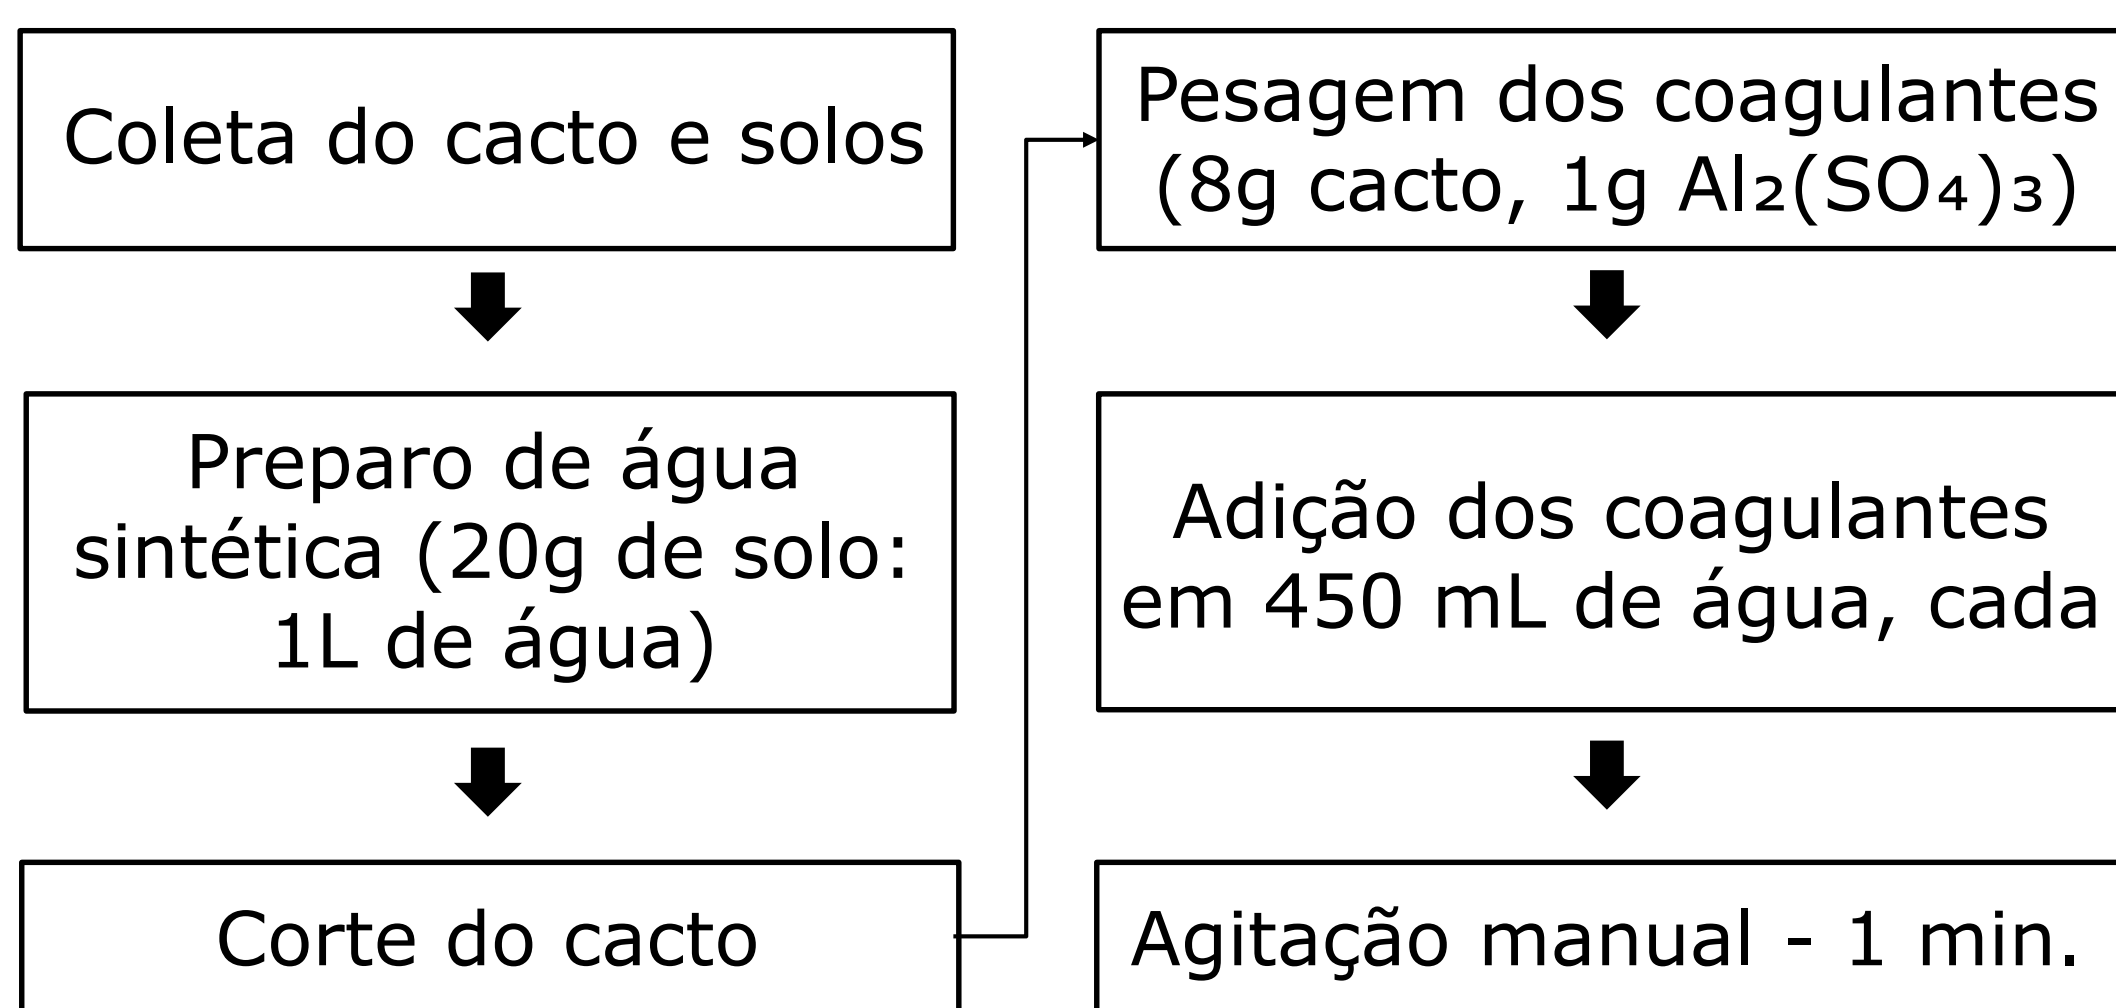 Coleta do cacto e solos
Preparo de água
sintética (20g de solo:
1L de água)
Corte do cacto
Pesagem dos coagulantes
(8g cacto, 1g Al₂(SO₄)₃)
Adição dos coagulantes
em 450 mL de água, cada
Agitação manual - 1 min.